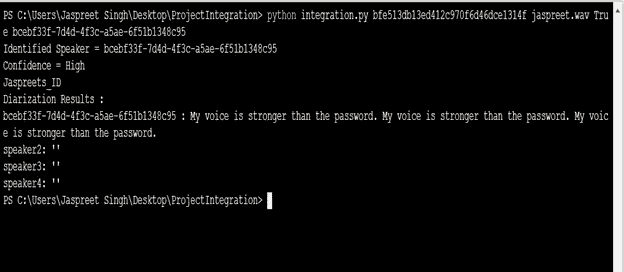 PS C:\Users\Jaspreet Singh\Desktop\ProjectIntegration> python integration.py bfe513db13ed412c970f6d46dce1314f jaspreet.wav Tru
e bcebf33f-7d4d-4f3c-a5ae-6f51b1348c95
Identified Speaker = bcebf33f-7d4d-4f3c-a5ae-6f51b1348c95
Confidence = High
Jaspreets_ID
Diarization Results :
bcebf33f-7d4d-4f3c-a5ae-6f51b1348c95 : My voice is stronger than the password. My voice is stronger than the password. My voic
e is stronger than the password.
speaker2: ''
speaker3: ''
speaker4: ''
PS C:\Users\Jaspreet Singh\Desktop\ProjectIntegration>